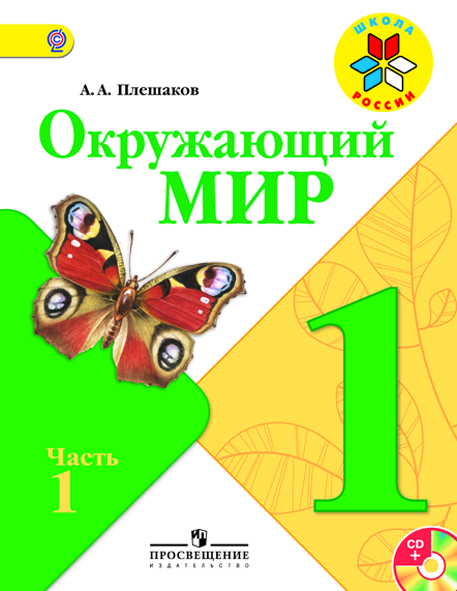 ШКОЛА
РОССИИ
А. А. Плешаков
Окружающий
МИР
1
Часть
1
ПРОСВЕЩЕНИЕ
ИЗДАТЕЛЬСТВО
CD
+